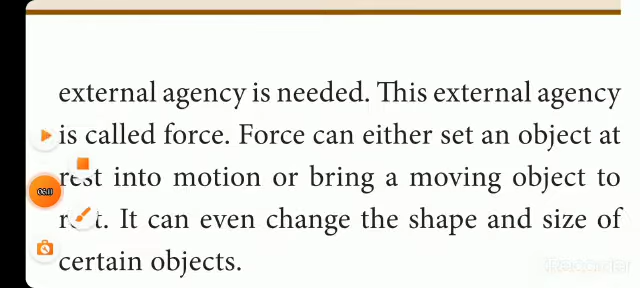 external agency is needed. This external agency
is called force. Force can either set an object at
rest into motion or bring a moving object to
rest. It can even change the shape and size of
certain objects.